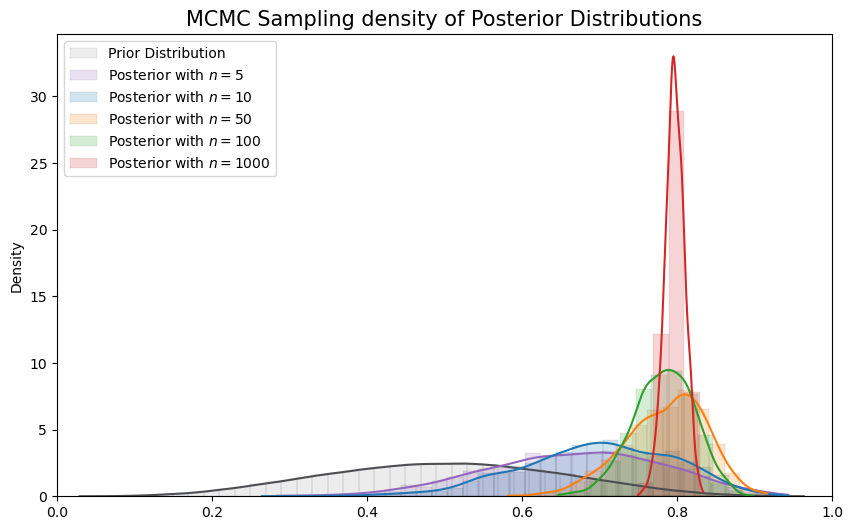 MCMC Sampling density of Posterior Distributions
Prior Distribution
Posterior with n = 5
Posterior with n = 10
Posterior with n = 50
Posterior with n = 100
Posterior with n = 1000
Density
30
25
20
15
10
5
0
0.0 0.2 0.4 0.6 0.8 1.0